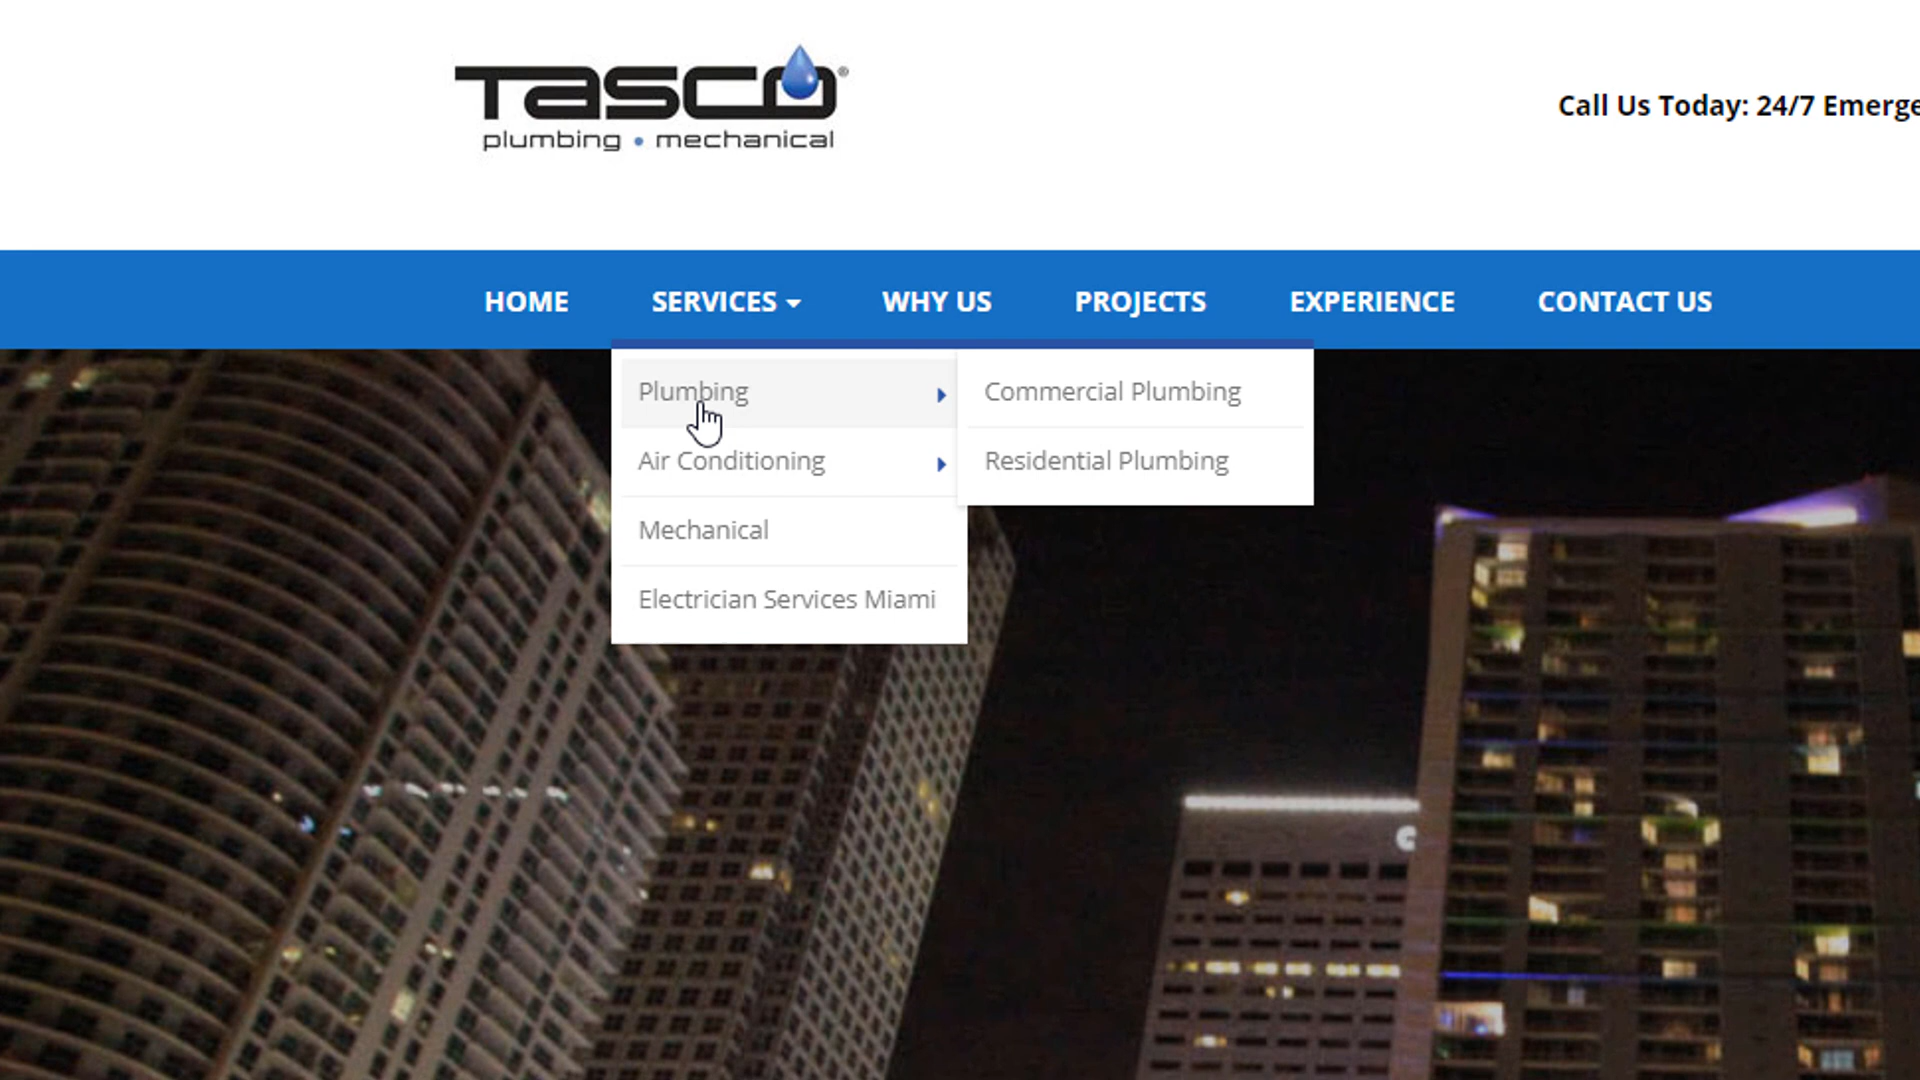 TASCO®
plumbing • mechanical
Call Us Today: 24/7 Emerge
HOME SERVICES WHY US PROJECTS EXPERIENCE CONTACT US
Plumbing
Commercial Plumbing
Air Conditioning
Residential Plumbing
Mechanical
Electrician Services Miami